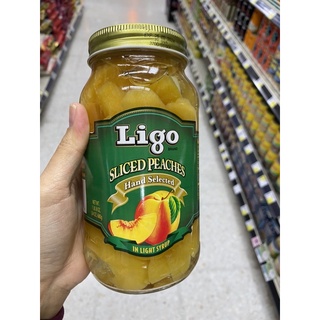 Ligo
SLICED PEACHES
Hand Selected
IN LIGHT SYRUP